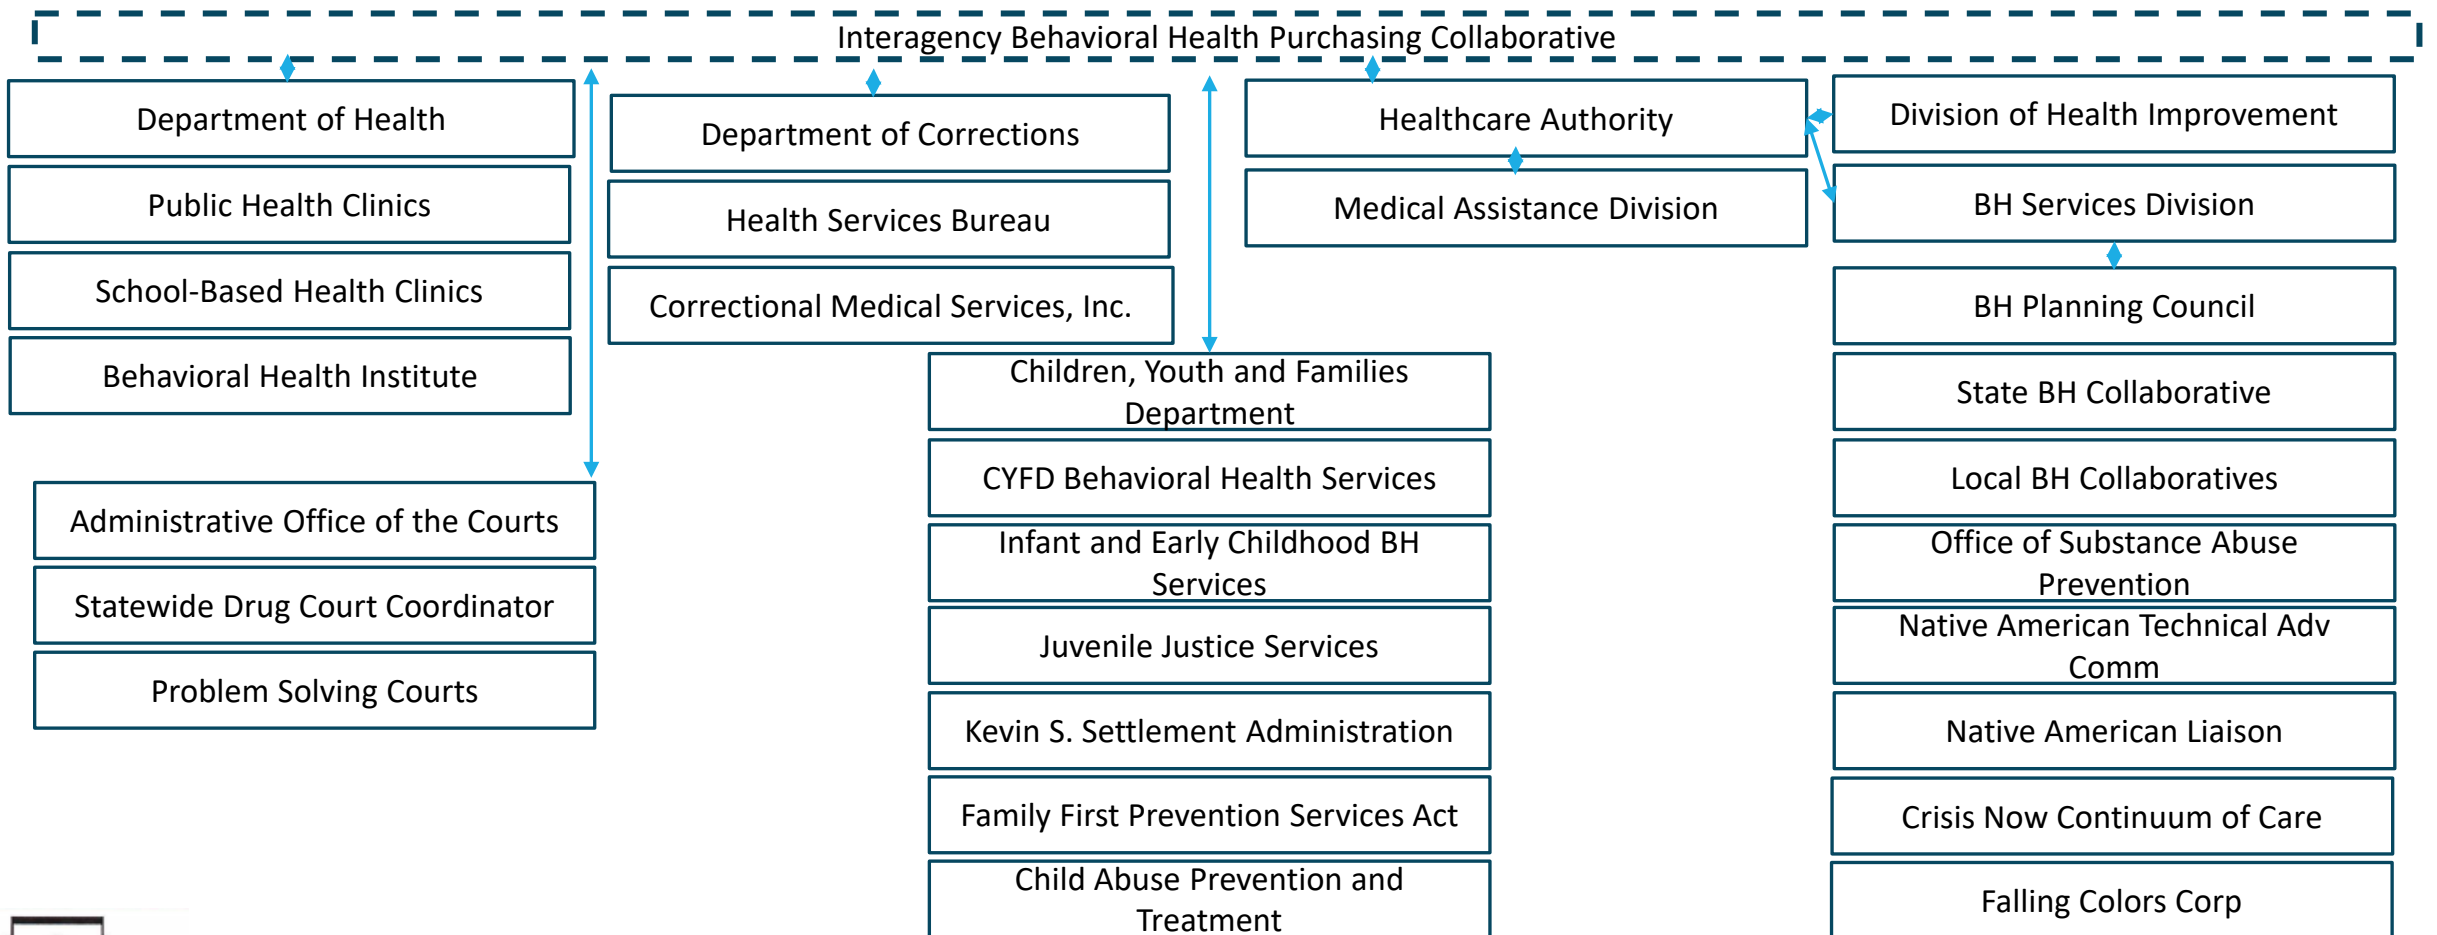 Interagency Behavioral Health Purchasing Collaborative
Department of Health
Public Health Clinics
School-Based Health Clinics
Behavioral Health Institute
Administrative Office of the Courts
Statewide Drug Court Coordinator
Problem Solving Courts
Department of Corrections
Health Services Bureau
Correctional Medical Services, Inc.
Children, Youth and Families
Department
CYFD Behavioral Health Services
Infant and Early Childhood BH
Services
Juvenile Justice Services
Kevin S. Settlement Administration
Family First Prevention Services Act
Child Abuse Prevention and
Treatment
Healthcare Authority
Medical Assistance Division
Division of Health Improvement
BH Services Division
BH Planning Council
State BH Collaborative
Local BH Collaboratives
Office of Substance Abuse
Prevention
Native American Technical Adv
Comm
Native American Liaison
Crisis Now Continuum of Care
Falling Colors Corp